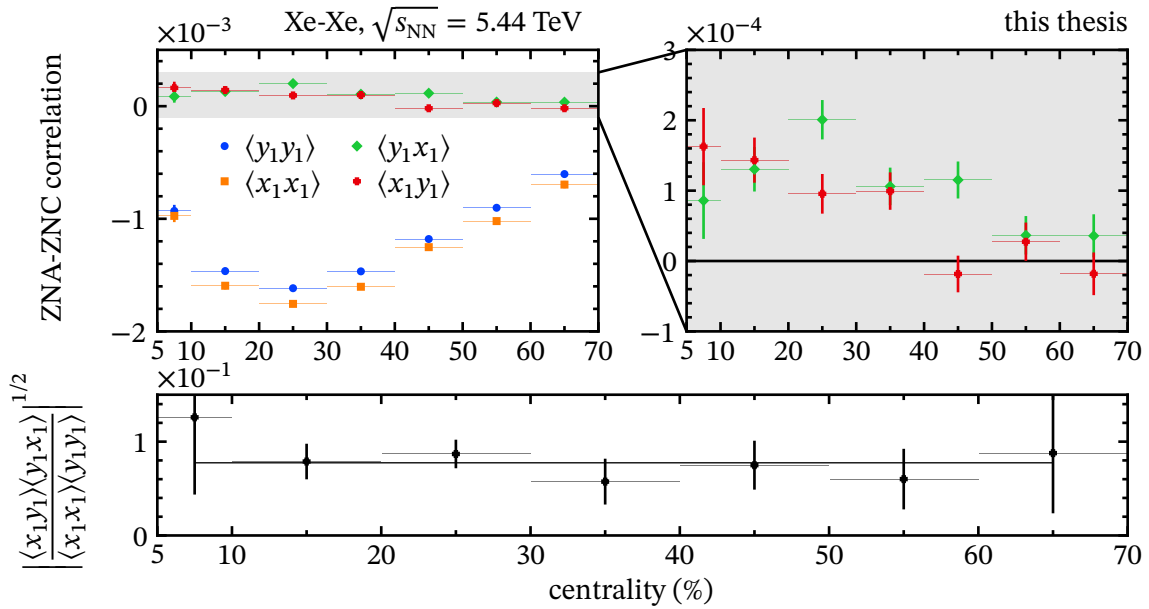 ×10⁻³ Xe-Xe, √s_NN = 5.44 TeV
×10⁻⁴ this thesis
ZNA-ZNC correlation
0
−1
−2
⟨y₁y₁⟩ ⟨y₁x₁⟩
⟨x₁x₁⟩ ⟨x₁y₁⟩
5 10 20 30 40 50 60 70
3
2
1
0
−1
5 10 20 30 40 50 60 70
×10⁻¹
|⟨x₁y₁⟩⟨y₁x₁⟩ / ⟨x₁x₁⟩⟨y₁y₁⟩|^1/2
1
0
5 10 20 30 40 50 60 70
centrality (%)